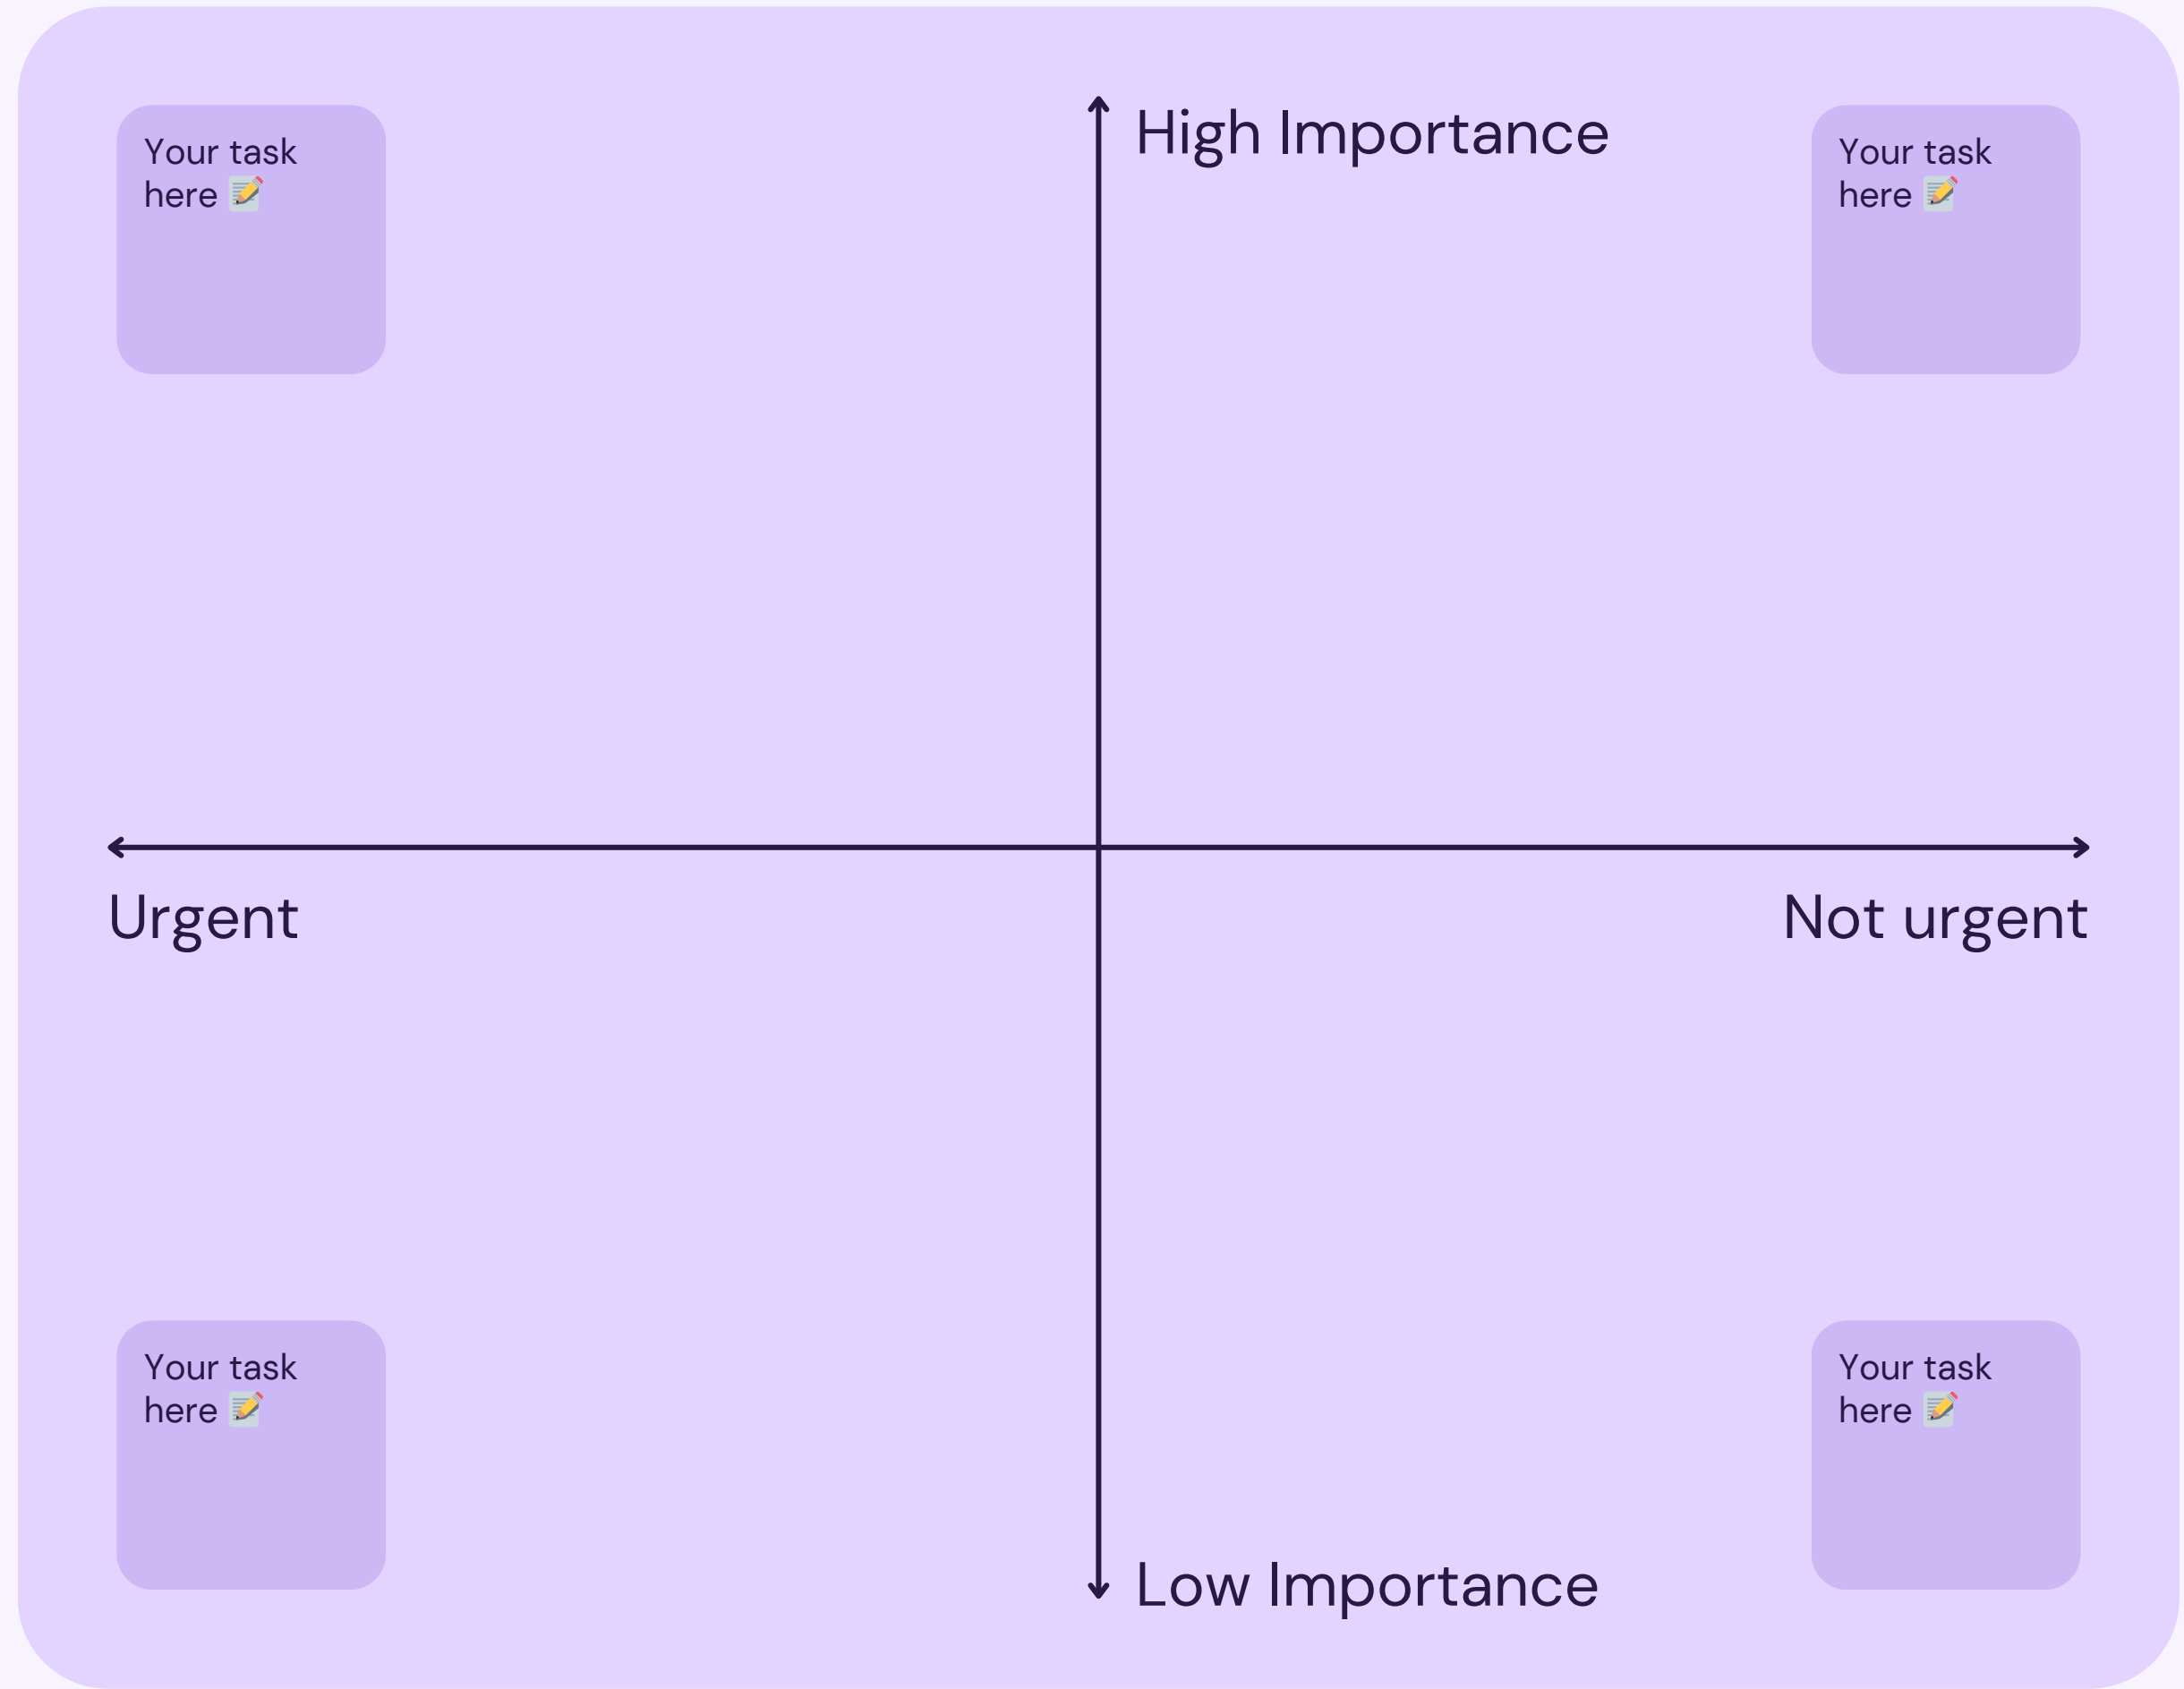 Your task
here 📝
High Importance
Your task
here 📝
Urgent
Not urgent
Your task
here 📝
Your task
here 📝
Low Importance